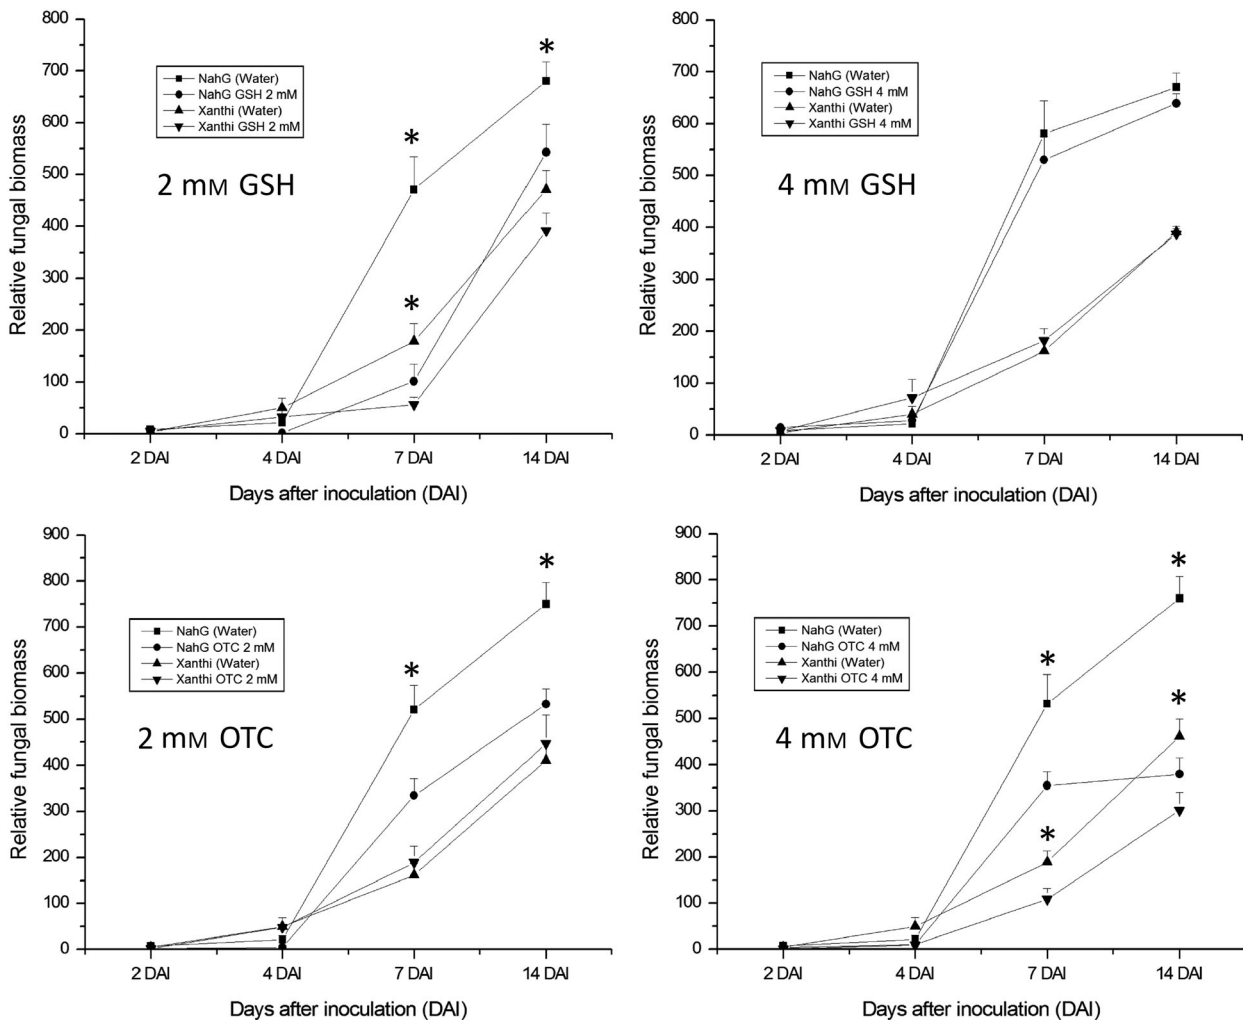 800
700
600
500
400
300
200
100
0
Relative fungal biomass
NahG (Water)
NahG GSH 2 mM
Xanthi (Water)
Xanthi GSH 2 mM
2 mM GSH
*
*
*
2 DAI
4 DAI
7 DAI
14 DAI
Days after inoculation (DAI)
800
700
600
500
400
300
200
100
0
Relative fungal biomass
NahG (Water)
NahG GSH 4 mM
Xanthi (Water)
Xanthi GSH 4 mM
4 mM GSH
2 DAI
4 DAI
7 DAI
14 DAI
Days after inoculation (DAI)
900
800
700
600
500
400
300
200
100
0
Relative fungal biomass
NahG (Water)
NahG OTC 2 mM
Xanthi (Water)
Xanthi OTC 2 mM
2 mM OTC
*
*
2 DAI
4 DAI
7 DAI
14 DAI
Days after inoculation (DAI)
900
800
700
600
500
400
300
200
100
0
Relative fungal biomass
NahG (Water)
NahG OTC 4 mM
Xanthi (Water)
Xanthi OTC 4 mM
4 mM OTC
*
*
*
*
2 DAI
4 DAI
7 DAI
14 DAI
Days after inoculation (DAI)